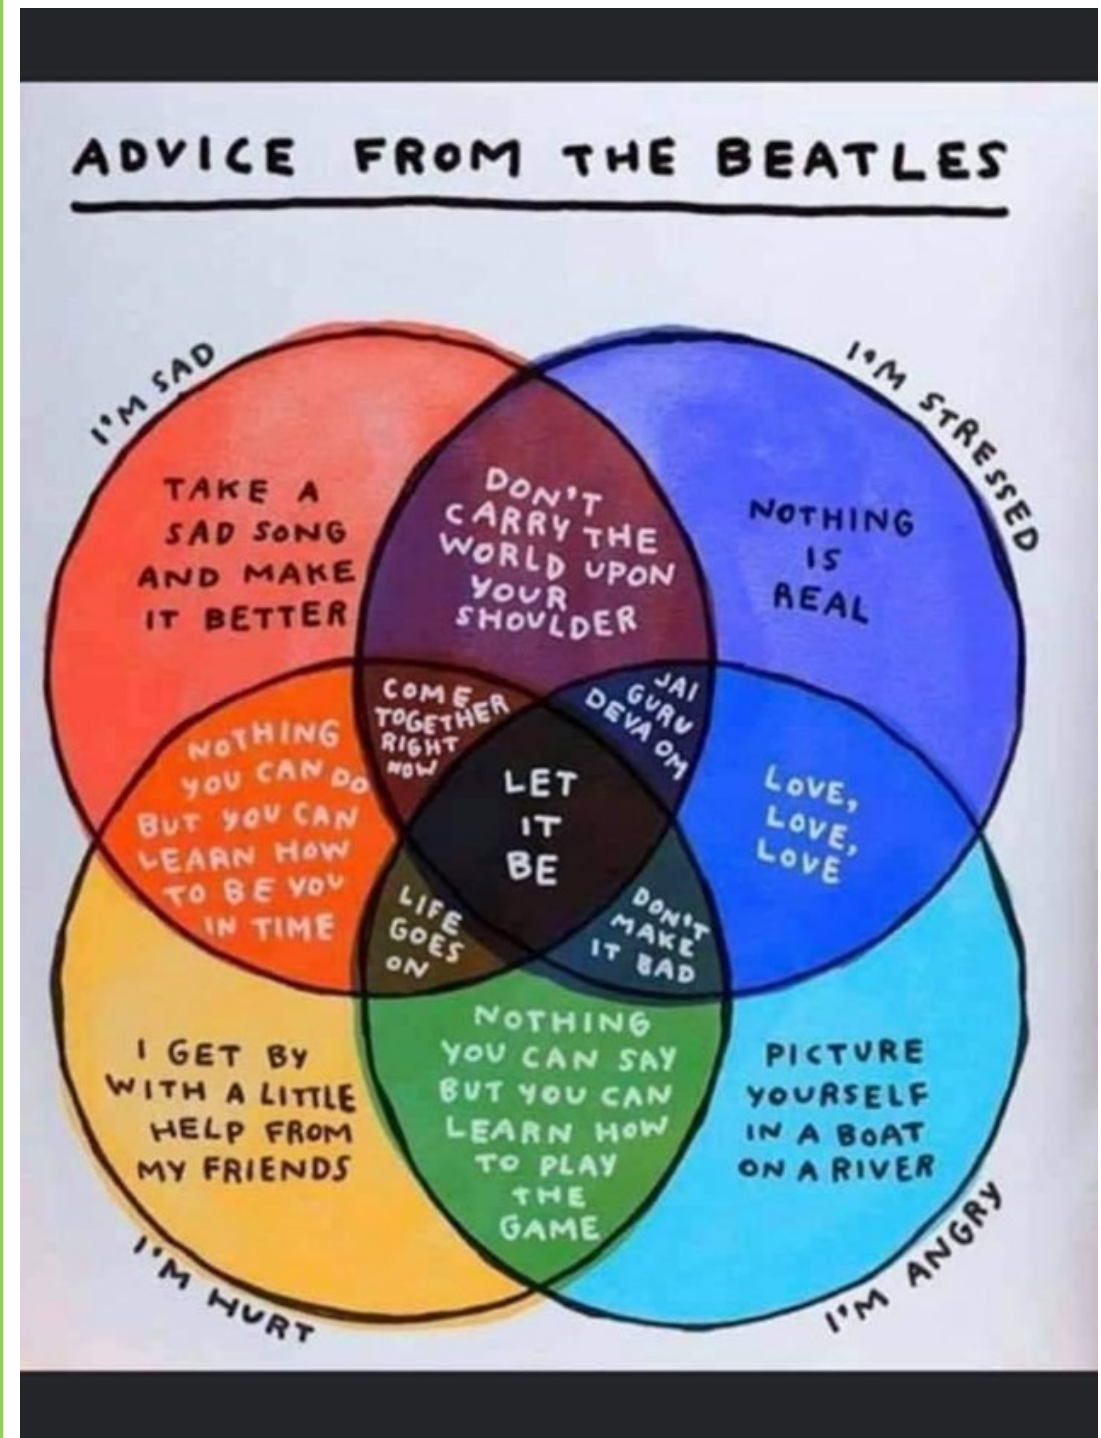 ADVICE FROM THE BEATLES
I'M SAD
I'M STRESSED
TAKE A
SAD SONG
AND MAKE
IT BETTER
DON'T
CARRY THE
WORLD UPON
YOUR
SHOULDER
NOTHING
IS
REAL
COME
TOGETHER
RIGHT
NOW
JAI
GURU
DEVA OM
NOTHING
YOU CAN DO
BUT YOU CAN
LEARN HOW
TO BE YOU
IN TIME
LET
IT
BE
LOVE,
LOVE,
LOVE
LIFE
GOES
ON
DON'T
MAKE
IT BAD
I GET BY
WITH A LITTLE
HELP FROM
MY FRIENDS
NOTHING
YOU CAN SAY
BUT YOU CAN
LEARN HOW
TO PLAY
THE
GAME
PICTURE
YOURSELF
IN A BOAT
ON A RIVER
I'M HURT
I'M ANGRY